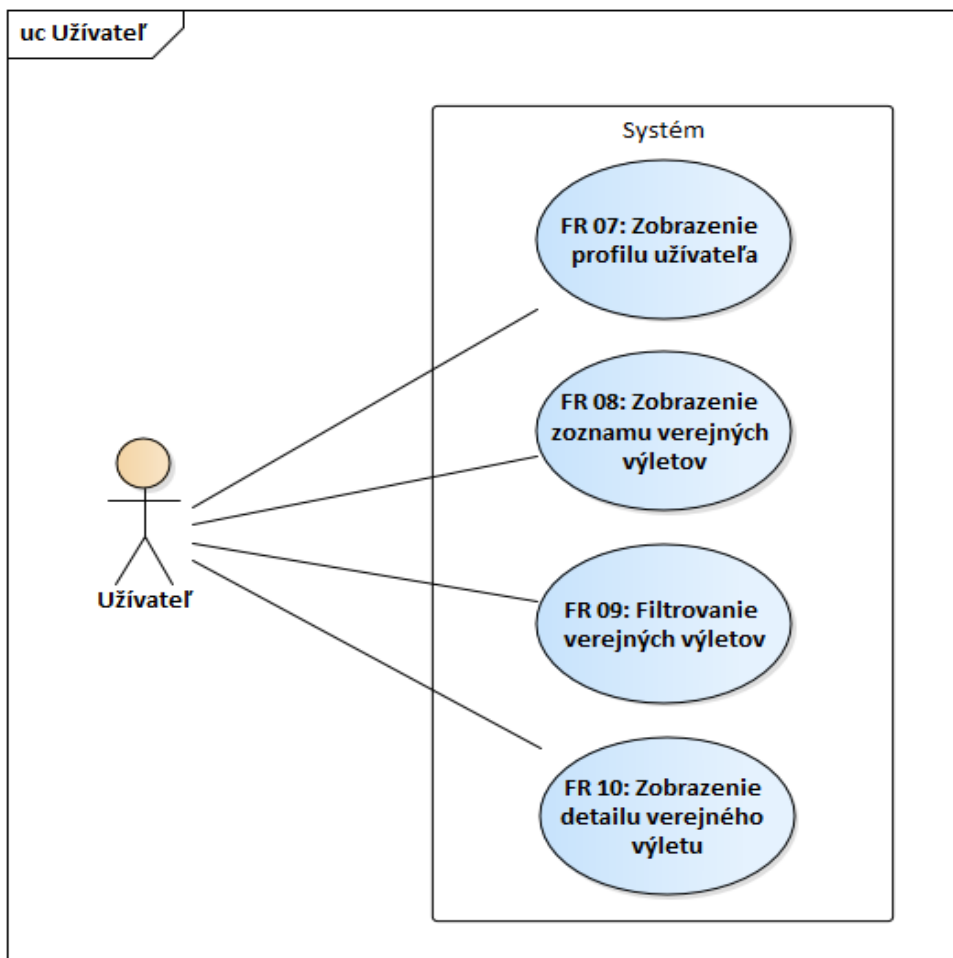 uc Užívateľ
Systém
FR 07: Zobrazenie
profilu užívateľa
FR 08: Zobrazenie
zoznamu verejných
výletov
Užívateľ
FR 09: Filtrovanie
verejných výletov
FR 10: Zobrazenie
detailu verejného
výletu